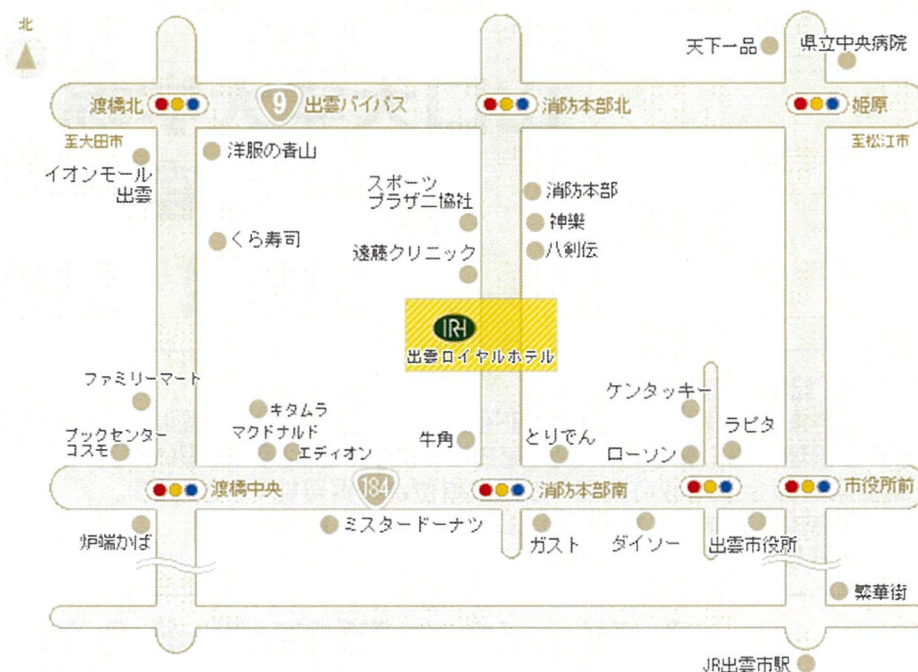 北
天下一品
県立中央病院
渡橋北
9
出雲バイパス
消防本部北
姫原
至大田市
至松江市
イオンモール
出雲
洋服の青山
スポーツ
プラザ二協社
消防本部
神樂
くら寿司
遠藤クリニック
八剣伝
IRH
出雲ロイヤルホテル
ファミリーマート
キタムラ
ケンタッキー
ブックセンター
コスモ
マクドナルド
エディオン
牛角
とりでん
ローソン
ラピタ
渡橋中央
184
消防本部南
市役所前
炉端かば
ミスタードーナツ
ガスト
ダイソー
出雲市役所
繁華街
JR出雲市駅